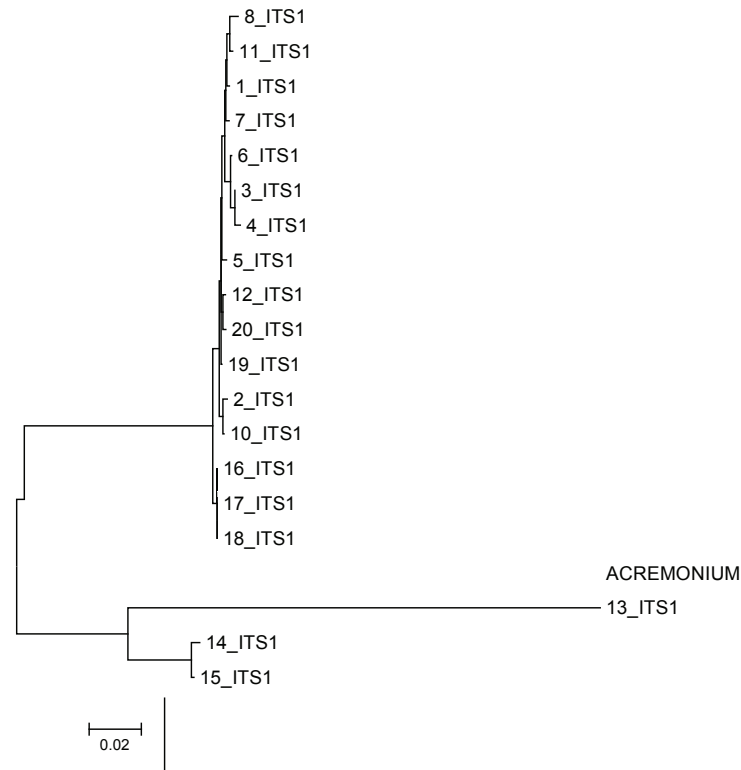 8_ITS1
11_ITS1
1_ITS1
7_ITS1
6_ITS1
3_ITS1
4_ITS1
5_ITS1
12_ITS1
20_ITS1
19_ITS1
2_ITS1
10_ITS1
16_ITS1
17_ITS1
18_ITS1
ACREMONIUM
13_ITS1
14_ITS1
15_ITS1
0.02